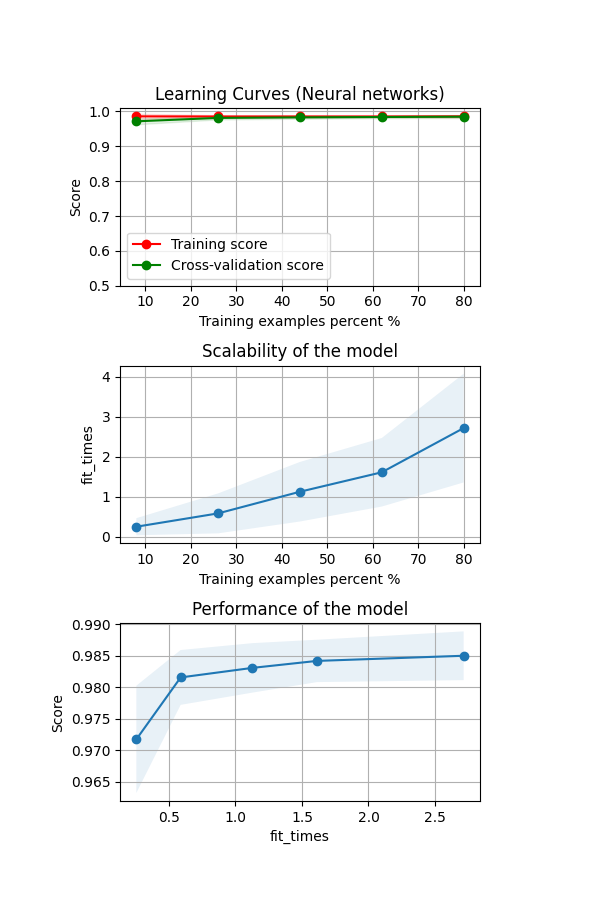 Learning Curves (Neural networks)
1.0
0.9
0.8
0.7
0.6
0.5
Score
Training score
Cross-validation score
10 20 30 40 50 60 70 80
Training examples percent %
Scalability of the model
4
3
2
1
0
fit_times
10 20 30 40 50 60 70 80
Training examples percent %
Performance of the model
0.990
0.985
0.980
0.975
0.970
0.965
Score
0.5 1.0 1.5 2.0 2.5
fit_times